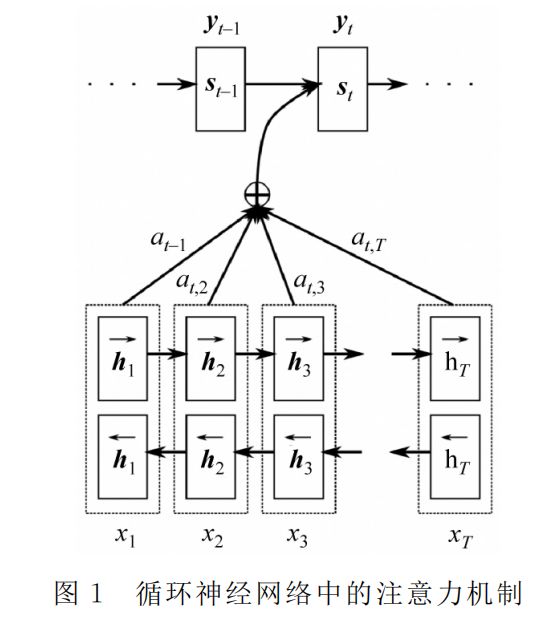 y_{t-1} y_t
· · · s_{t-1} s_t · · ·
a_{t-1} a_{t,2} a_{t,3} a_{t,T}
→h_1 →h_2 →h_3 →h_T
←h_1 ←h_2 ←h_3 ←h_T
x_1 x_2 x_3 x_T
图 1 循环神经网络中的注意力机制